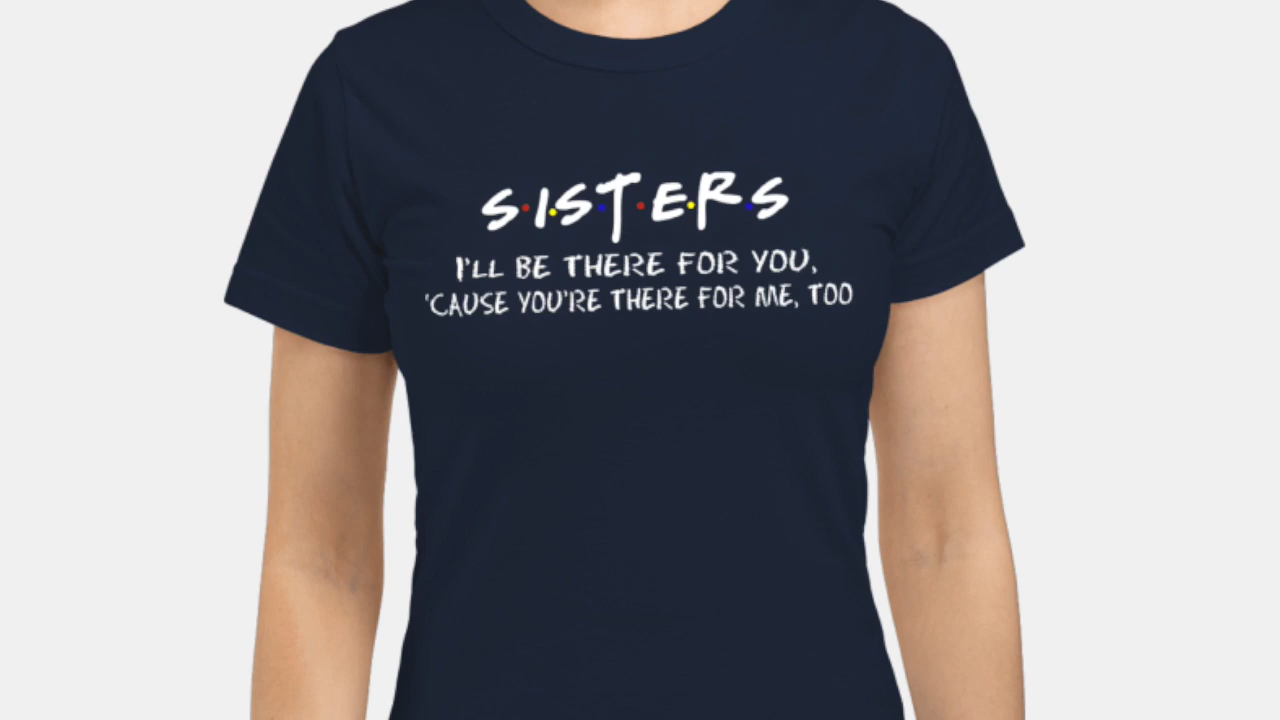 S•I•S•T•E•R•S
I'LL BE THERE FOR YOU,
'CAUSE YOU'RE THERE FOR ME, TOO